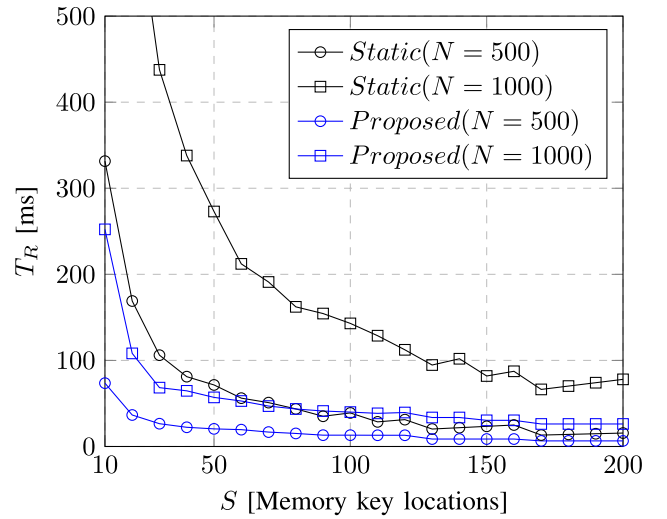 500
400
300
200
100
0
T_R [ms]
Static(N = 500)
Static(N = 1000)
Proposed(N = 500)
Proposed(N = 1000)
10 50 100 150 200
S [Memory key locations]